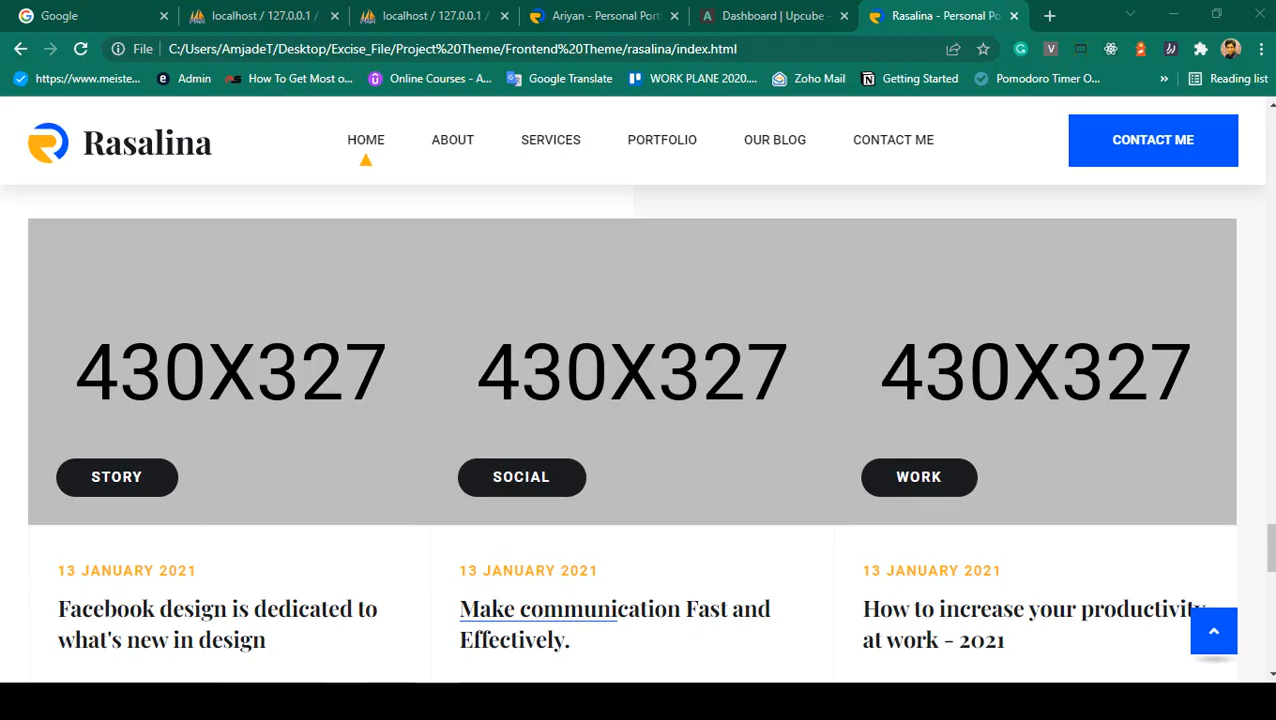 Google
localhost / 127.0.0.1 /
localhost / 127.0.0.1 /
Ariyan - Personal Port
Dashboard | Upcube -
Rasalina - Personal Po
File C:/Users/AmjadeT/Desktop/Excise_File/Project%20Theme/Frontend%20Theme/rasalina/index.html
https://www.meiste... Admin How To Get Most o... Online Courses - A... Google Translate WORK PLANE 2020.... Zoho Mail Getting Started Pomodoro Timer O... » Reading list
Rasalina
HOME ABOUT SERVICES PORTFOLIO OUR BLOG CONTACT ME
CONTACT ME
430X327 430X327 430X327
STORY SOCIAL WORK
13 JANUARY 2021 13 JANUARY 2021 13 JANUARY 2021
Facebook design is dedicated to
what's new in design
Make communication Fast and
Effectively.
How to increase your productivity
at work - 2021